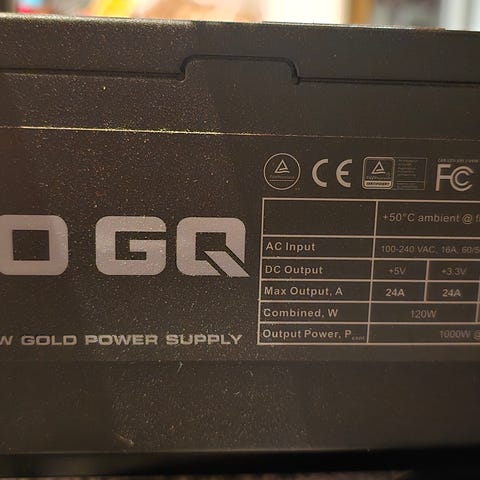 CE FC
0 GQ
W GOLD POWER SUPPLY
+50°C ambient @ f
AC Input 100-240 VAC, 16A, 60/5
DC Output +5V +3.3V
Max Output, A 24A 24A
Combined, W 120W
Output Power, Pcont 1000W @